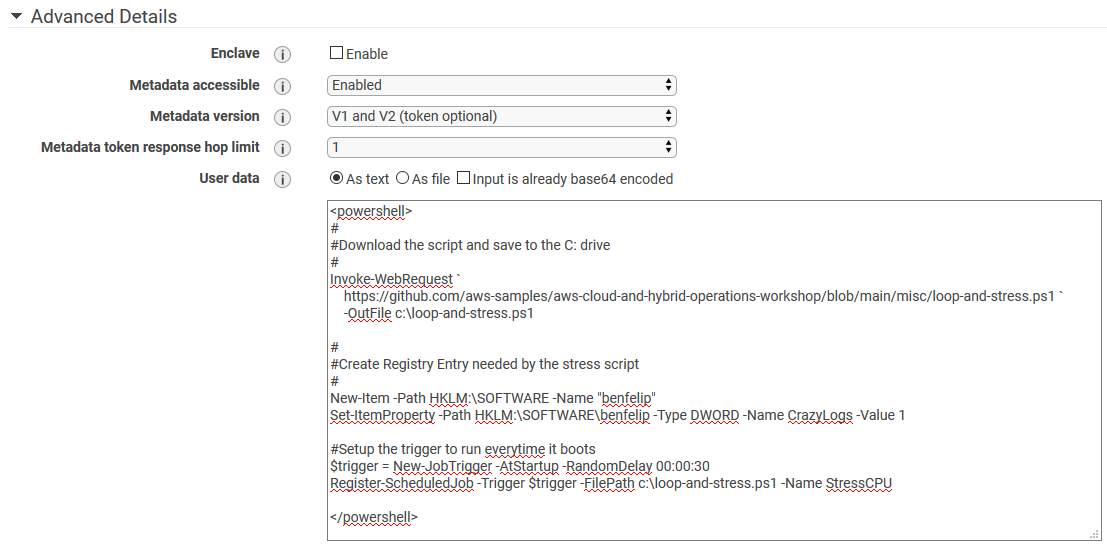 Advanced Details
Enclave i Enable
Metadata accessible i Enabled
Metadata version i V1 and V2 (token optional)
Metadata token response hop limit i 1
User data i As text As file Input is already base64 encoded
<powershell>
#
#Download the script and save to the C: drive
#
Invoke-WebRequest `
https://github.com/aws-samples/aws-cloud-and-hybrid-operations-workshop/blob/main/misc/loop-and-stress.ps1 `
-OutFile c:\loop-and-stress.ps1
#
#Create Registry Entry needed by the stress script
#
New-Item -Path HKLM:\SOFTWARE -Name "benfelip"
Set-ItemProperty -Path HKLM:\SOFTWARE\benfelip -Type DWORD -Name CrazyLogs -Value 1
#Setup the trigger to run everytime it boots
$trigger = New-JobTrigger -AtStartup -RandomDelay 00:00:30
Register-ScheduledJob -Trigger $trigger -FilePath c:\loop-and-stress.ps1 -Name StressCPU
</powershell>